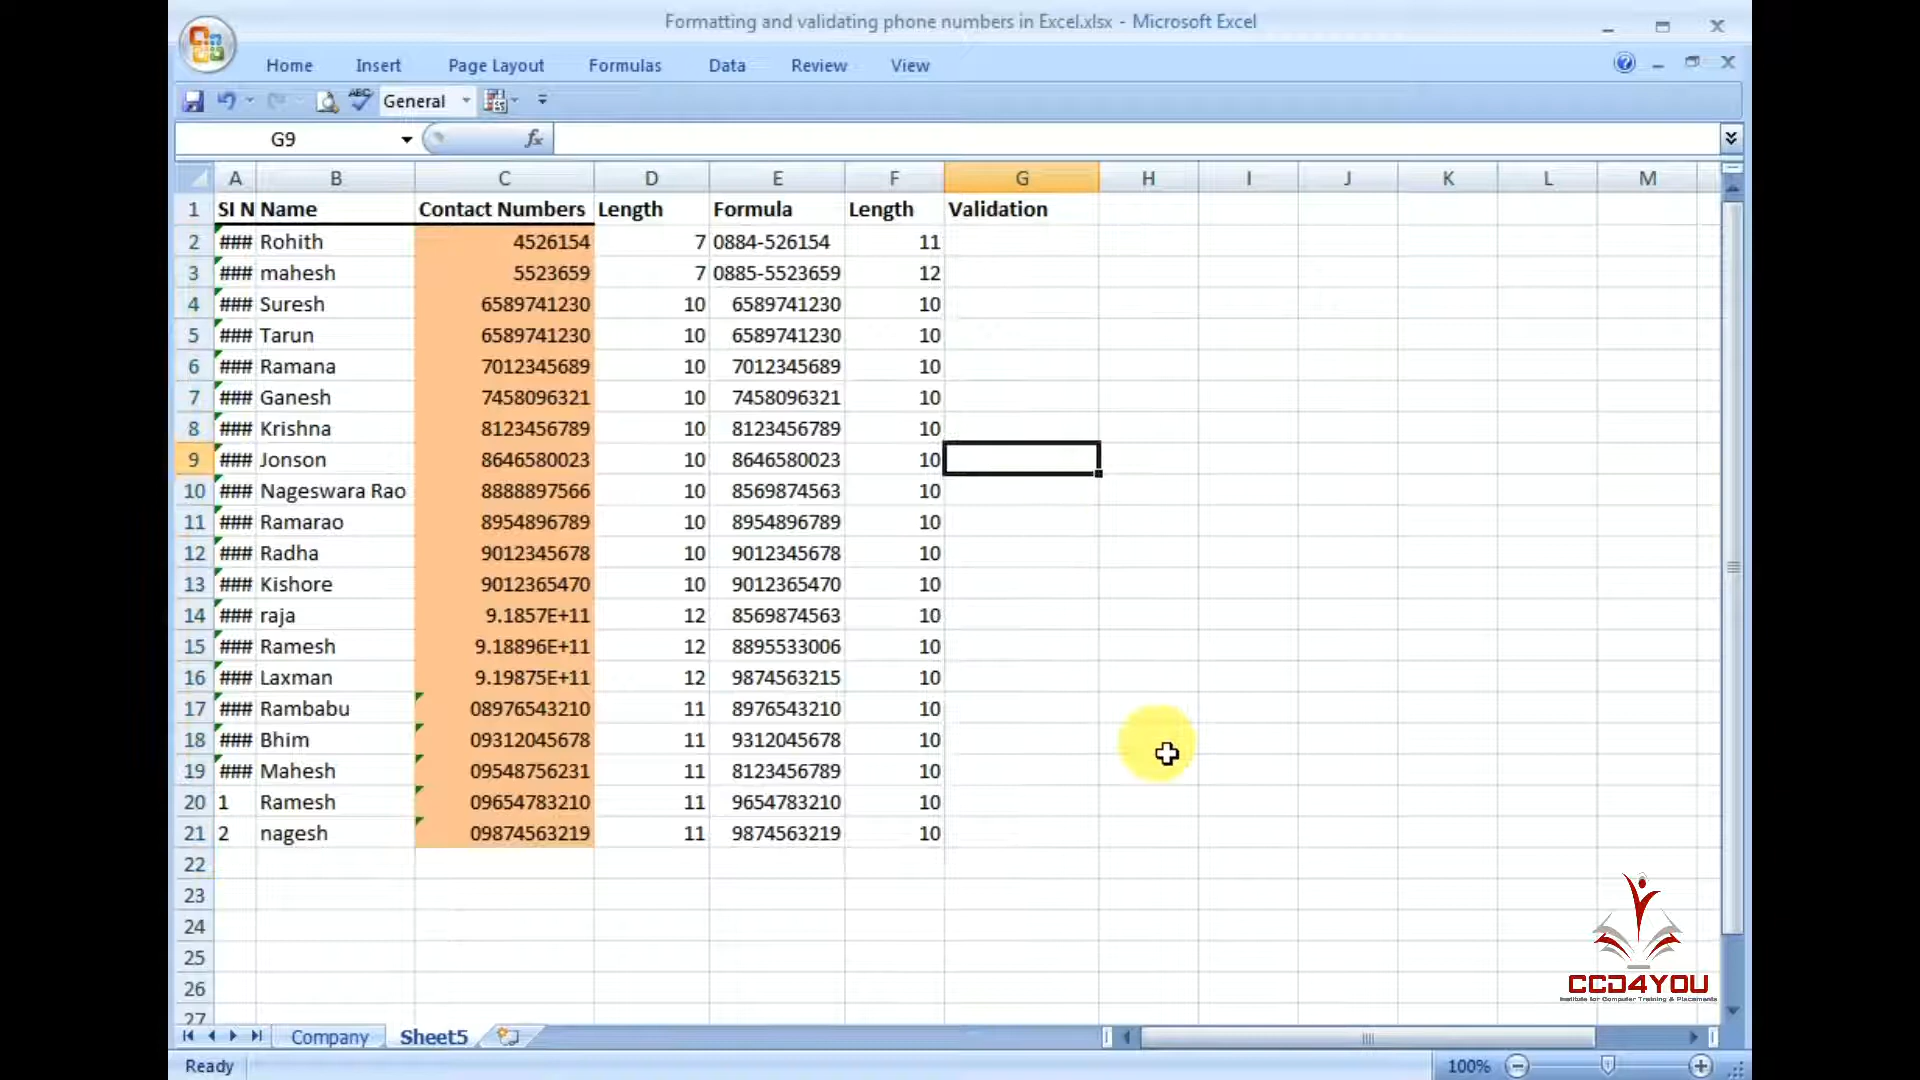 Formatting and validating phone numbers in Excel.xlsx - Microsoft Excel
Home Insert Page Layout Formulas Data Review View
ABC General
G9 fx
A B C D E F G H I J K L M
1 SI N Name Contact Numbers Length Formula Length Validation
2 ### Rohith 4526154 7 0884-526154 11
3 ### mahesh 5523659 7 0885-5523659 12
4 ### Suresh 6589741230 10 6589741230 10
5 ### Tarun 6589741230 10 6589741230 10
6 ### Ramana 7012345689 10 7012345689 10
7 ### Ganesh 7458096321 10 7458096321 10
8 ### Krishna 8123456789 10 8123456789 10
9 ### Jonson 8646580023 10 8646580023 10
10 ### Nageswara Rao 8888897566 10 8569874563 10
11 ### Ramarao 8954896789 10 8954896789 10
12 ### Radha 9012345678 10 9012345678 10
13 ### Kishore 9012365470 10 9012365470 10
14 ### raja 9.1857E+11 12 8569874563 10
15 ### Ramesh 9.18896E+11 12 8895533006 10
16 ### Laxman 9.19875E+11 12 9874563215 10
17 ### Rambabu 08976543210 11 8976543210 10
18 ### Bhim 09312045678 11 9312045678 10
19 ### Mahesh 09548756231 11 8123456789 10
20 1 Ramesh 09654783210 11 9654783210 10
21 2 nagesh 09874563219 11 9874563219 10
22
23
24
25
26
27
CCD4YOU
Institute for Computer Training & Placements
Company Sheet5
Ready 100%